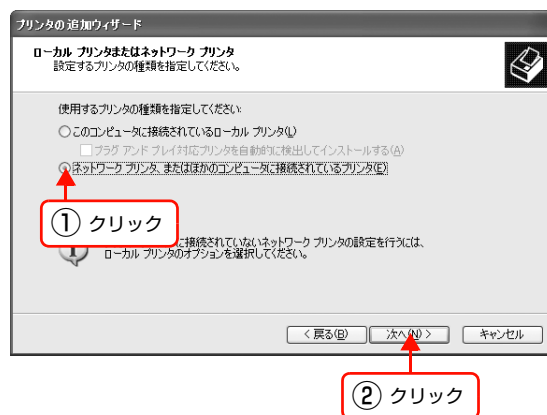 プリンタの追加ウィザード
ローカル プリンタまたはネットワーク プリンタ
設定するプリンタの種類を指定してください。
使用するプリンタの種類を指定してください:
このコンピュータに接続されているローカル プリンタ(L)
プラグ アンド プレイ対応プリンタを自動的に検出してインストールする(A)
ネットワーク プリンタ、またはほかのコンピュータに接続されているプリンタ(E)
① クリック
に接続されていないネットワーク プリンタの設定を行うには、
ローカル プリンタのオプションを選択してください。
< 戻る(B) 次へ(N) > キャンセル
② クリック